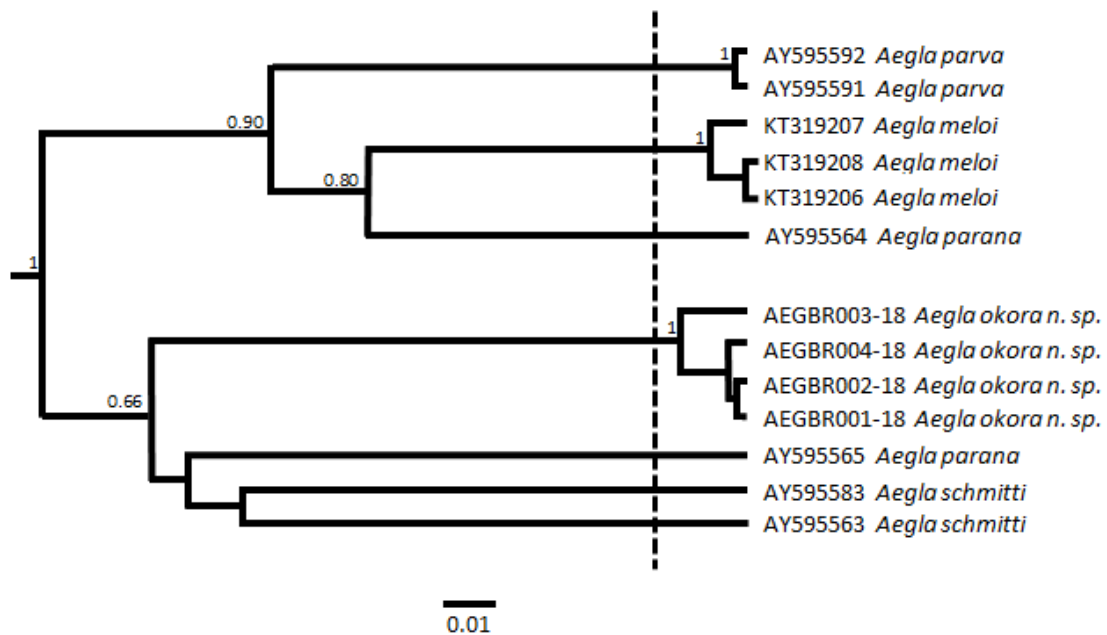 1
AY595592 Aegla parva
AY595591 Aegla parva
0.90
KT319207 Aegla meloi
1
KT319208 Aegla meloi
0.80
KT319206 Aegla meloi
AY595564 Aegla parana
1
AEGBR003-18 Aegla okora n. sp.
1
AEGBR004-18 Aegla okora n. sp.
AEGBR002-18 Aegla okora n. sp.
0.66
AEGBR001-18 Aegla okora n. sp.
AY595565 Aegla parana
AY595583 Aegla schmitti
AY595563 Aegla schmitti
0.01